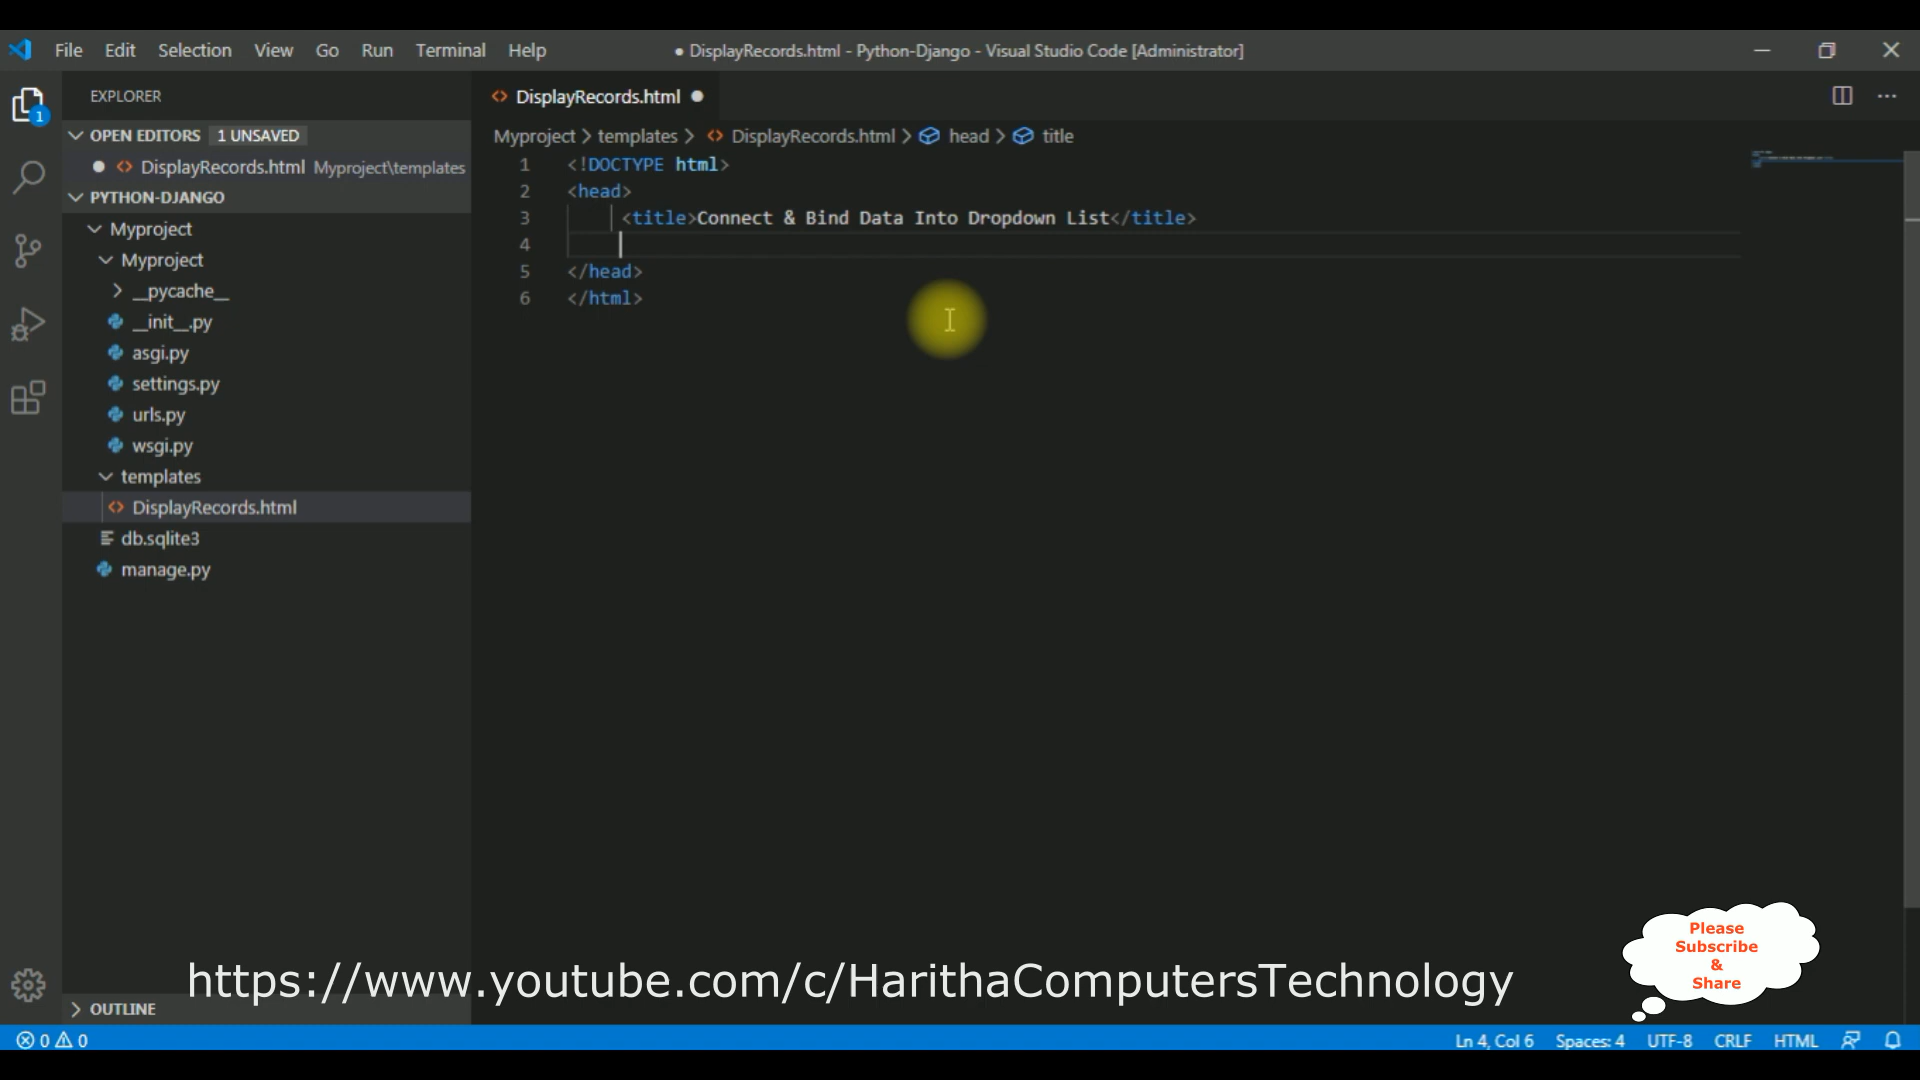 File Edit Selection View Go Run Terminal Help
● DisplayRecords.html - Python-Django - Visual Studio Code [Administrator]
1
EXPLORER
OPEN EDITORS 1 UNSAVED
DisplayRecords.html Myproject\templates
PYTHON-DJANGO
Myproject
Myproject
__pycache__
__init__.py
asgi.py
settings.py
urls.py
wsgi.py
templates
DisplayRecords.html
db.sqlite3
manage.py
OUTLINE
DisplayRecords.html
Myproject > templates > DisplayRecords.html > head > title
1 <!DOCTYPE html>
2 <head>
3 <title>Connect & Bind Data Into Dropdown List</title>
4
5 </head>
6 </html>
https://www.youtube.com/c/HarithaComputersTechnology
Please
Subscribe
&
Share
0 0 Ln 4, Col 6 Spaces: 4 UTF-8 CRLF HTML